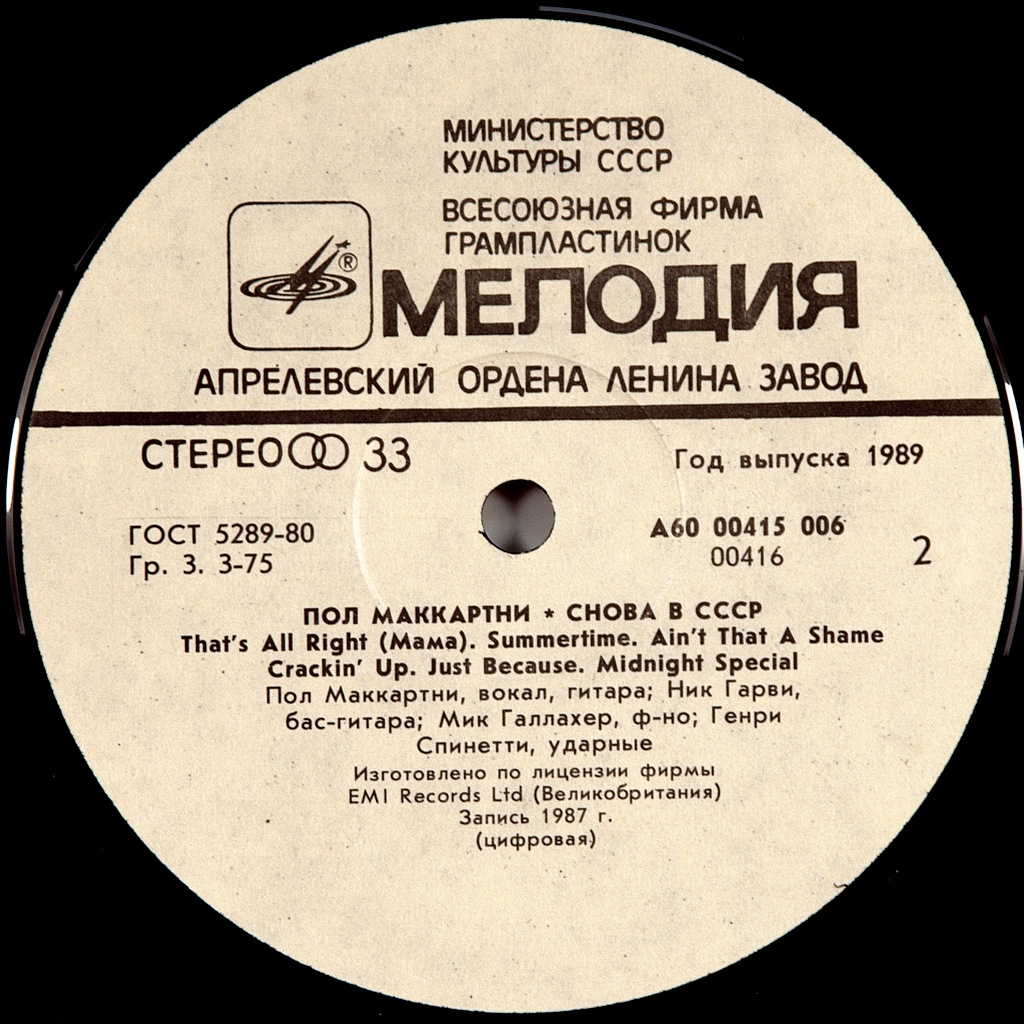 МИНИСТЕРСТВО
КУЛЬТУРЫ СССР
ВСЕСОЮЗНАЯ ФИРМА
ГРАМПЛАСТИНОК
®
МЕЛОДИЯ
АПРЕЛЕВСКИЙ ОРДЕНА ЛЕНИНА ЗАВОД
СТЕРЕО 33
Год выпуска 1989
ГОСТ 5289-80
Гр. 3. 3-75
А60 00415 006
00416
2
ПОЛ МАККАРТНИ * СНОВА В СССР
That's All Right (Мама). Summertime. Ain't That A Shame
Crackin' Up. Just Because. Midnight Special
Пол Маккартни, вокал, гитара; Ник Гарви,
бас-гитара; Мик Галлахер, ф-но; Генри
Спинетти, ударные
Изготовлено по лицензии фирмы
EMI Records Ltd (Великобритания)
Запись 1987 г.
(цифровая)